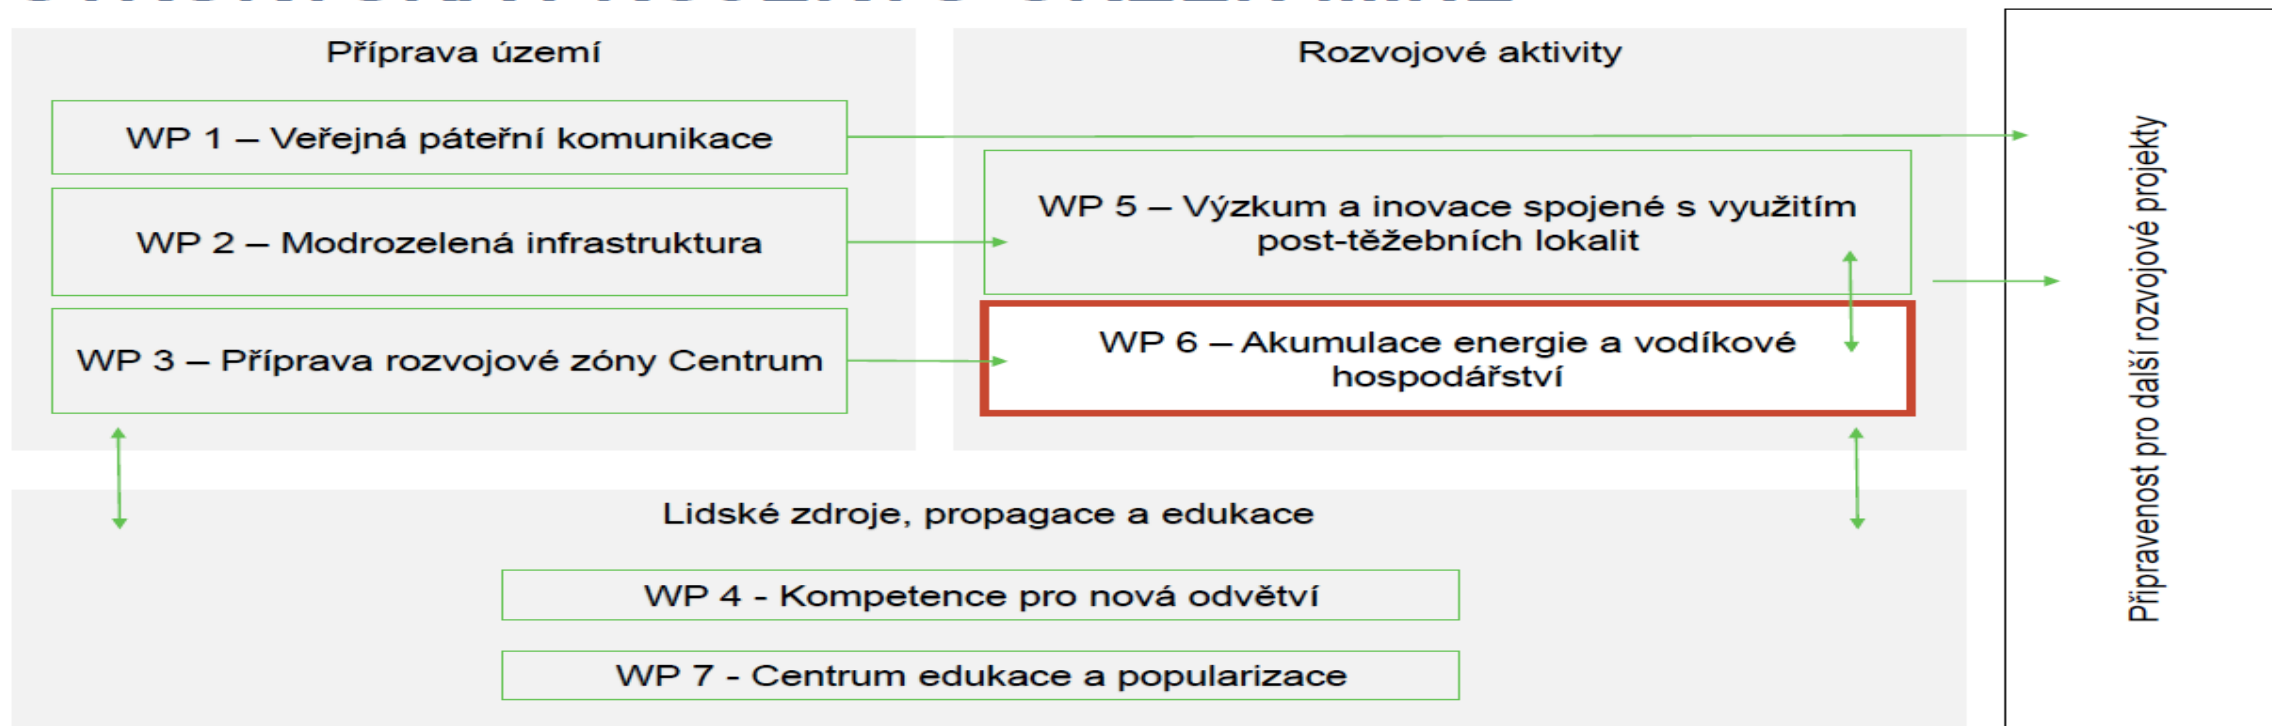 Příprava území
WP 1 – Veřejná páteřní komunikace
WP 2 – Modrozelená infrastruktura
WP 3 – Příprava rozvojové zóny Centrum
Rozvojové aktivity
WP 5 – Výzkum a inovace spojené s využitím
post-těžebních lokalit
WP 6 – Akumulace energie a vodíkové
hospodářství
Lidské zdroje, propagace a edukace
WP 4 - Kompetence pro nová odvětví
WP 7 - Centrum edukace a popularizace
Připravenost pro další rozvojové projekty